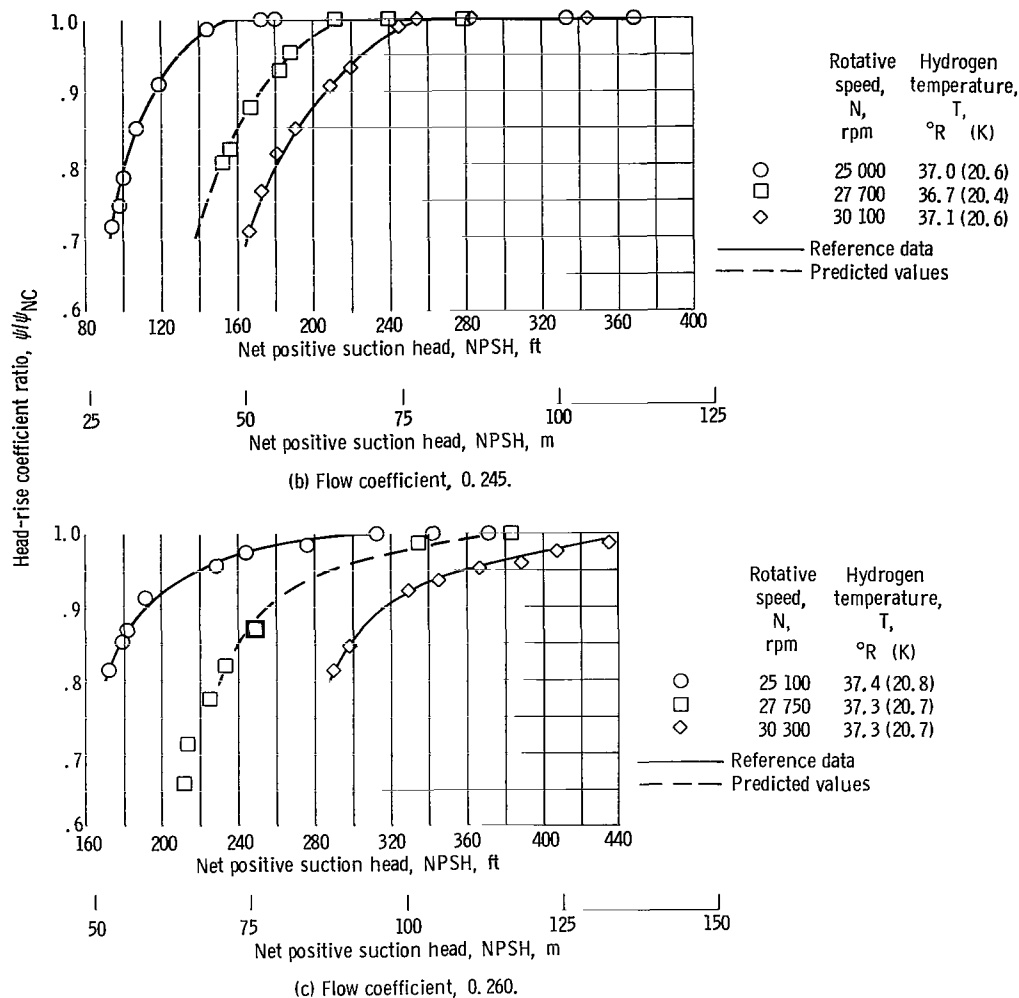 Head-rise coefficient ratio, ψ/ψNC
1.0
.9
.8
.7
.6
80 120 160 200 240 280 320 360 400
Net positive suction head, NPSH, ft
25 50 75 100 125
Net positive suction head, NPSH, m
(b) Flow coefficient, 0.245.
Rotative Hydrogen
speed, temperature,
N, T,
rpm °R (K)
25 000 37.0 (20.6)
27 700 36.7 (20.4)
30 100 37.1 (20.6)
Reference data
Predicted values
1.0
.9
.8
.7
.6
160 200 240 280 320 360 400 440
Net positive suction head, NPSH, ft
50 75 100 125 150
Net positive suction head, NPSH, m
(c) Flow coefficient, 0.260.
Rotative Hydrogen
speed, temperature,
N, T,
rpm °R (K)
25 100 37.4 (20.8)
27 750 37.3 (20.7)
30 300 37.3 (20.7)
Reference data
Predicted values